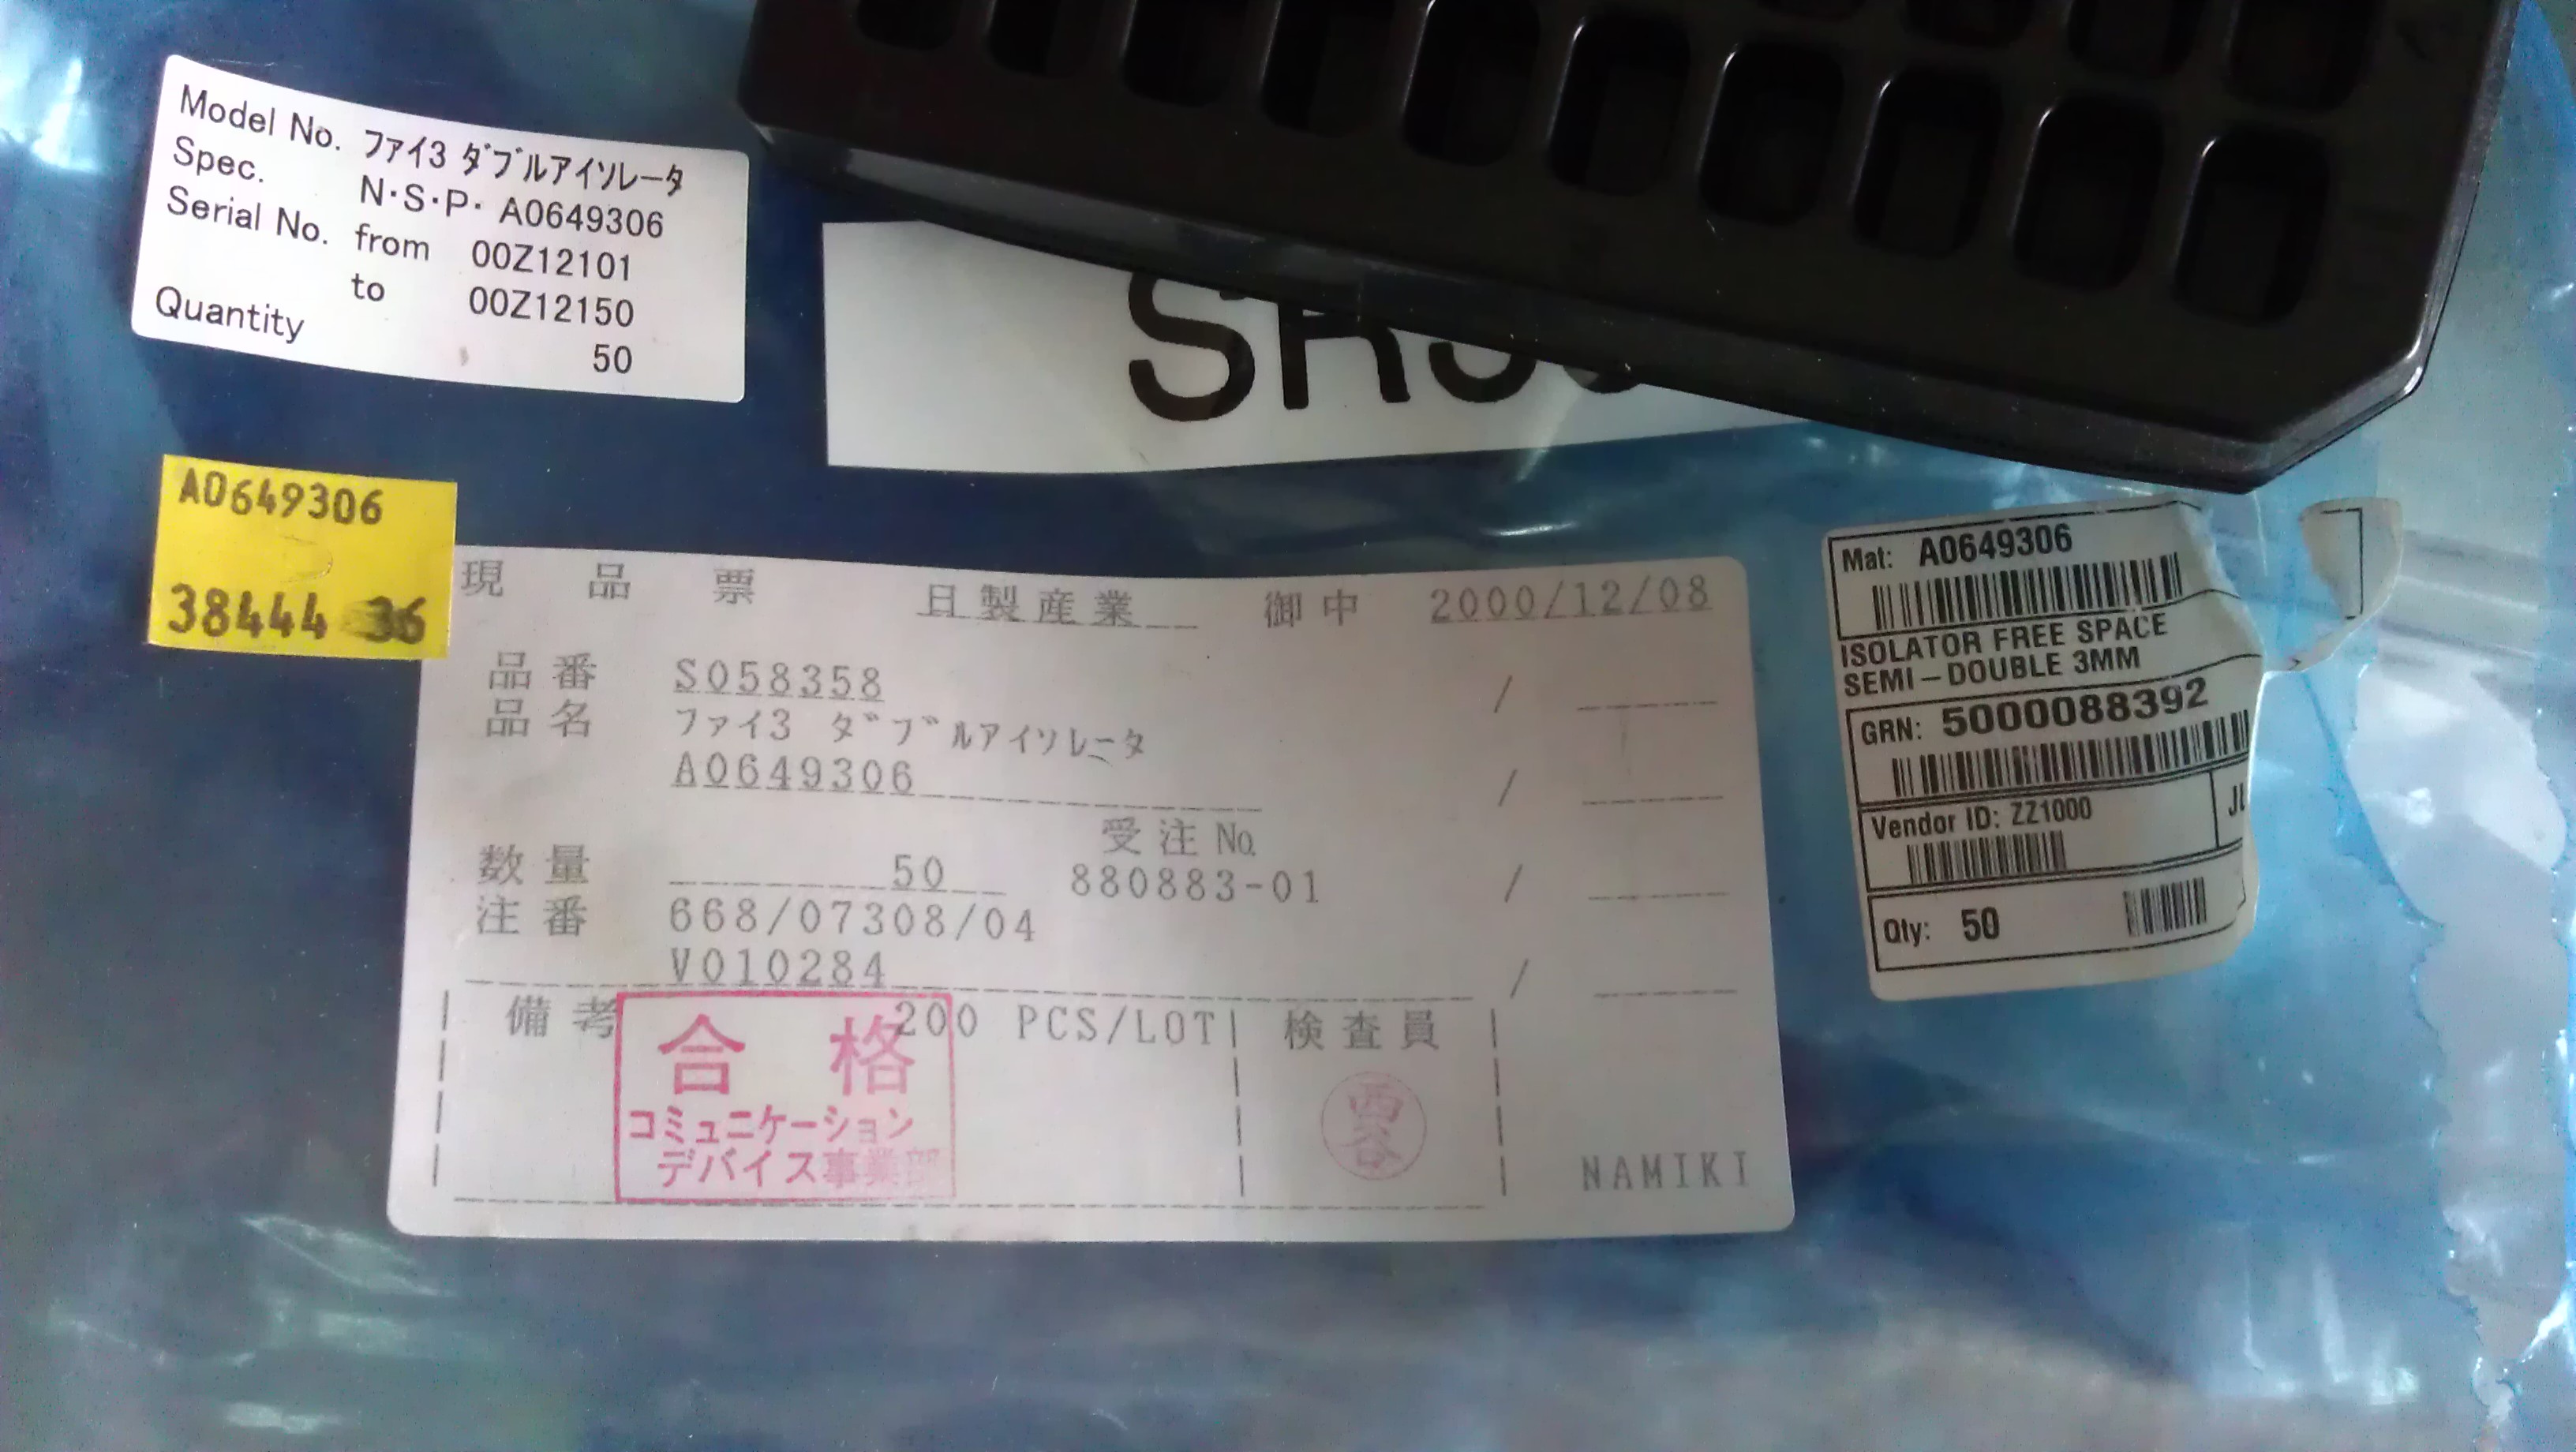 Model No. ファイ3 ダブルアイソレータ
Spec. N·S·P· A0649306
Serial No. from 00Z12101
to 00Z12150
Quantity 50
A0649306
38444 36
現品票 日製産業 御中 2000/12/08
品番 S058358 /
品名 ファイ3 ダブルアイソレータ
A0649306 /
受注No.
数量 50 880883-01 /
注番 668/07308/04
V010284 /
備考 200 PCS/LOT 検査員
合格
コミュニケーション
デバイス事業部
西谷
NAMIKI
Mat: A0649306
ISOLATOR FREE SPACE
SEMI-DOUBLE 3MM
GRN: 5000088392
Vendor ID: ZZ1000
Qty: 50